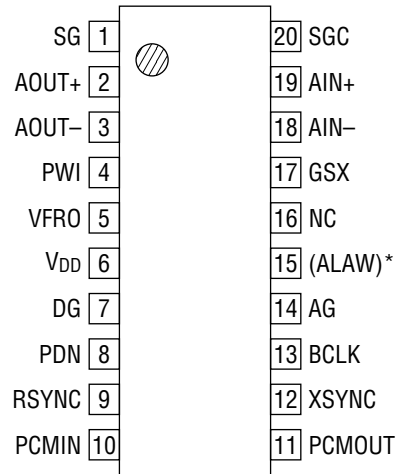 SG 1 20 SGC
AOUT+ 2 19 AIN+
AOUT– 3 18 AIN–
PWI 4 17 GSX
VFRO 5 16 NC
VDD 6 15 (ALAW)*
DG 7 14 AG
PDN 8 13 BCLK
RSYNC 9 12 XSYNC
PCMIN 10 11 PCMOUT